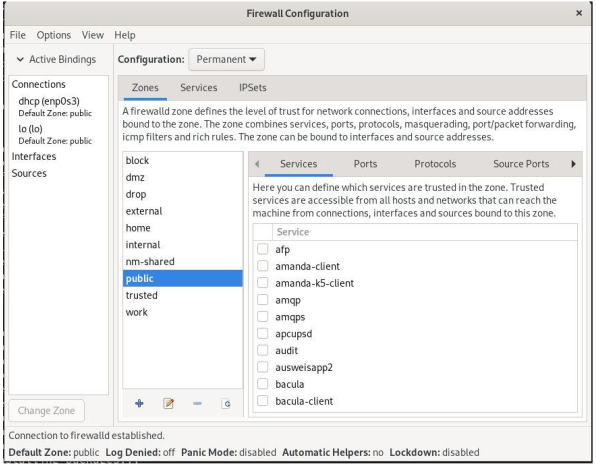 Firewall Configuration
File Options View Help
Active Bindings
Configuration: Permanent
Connections
dhcp (enp0s3)
Default Zone: public
lo (lo)
Default Zone: public
Interfaces
Sources
Change Zone
Zones Services IPSets
A firewalld zone defines the level of trust for network connections, interfaces and source addresses
bound to the zone. The zone combines services, ports, protocols, masquerading, port/packet forwarding,
icmp filters and rich rules. The zone can be bound to interfaces and source addresses.
block
dmz
drop
external
home
internal
nm-shared
public
trusted
work
Services Ports Protocols Source Ports
Here you can define which services are trusted in the zone. Trusted
services are accessible from all hosts and networks that can reach the
machine from connections, interfaces and sources bound to this zone.
Service
afp
amanda-client
amanda-k5-client
amqp
amqps
apcupsd
audit
ausweisapp2
bacula
bacula-client
Connection to firewalld established.
Default Zone: public Log Denied: off Panic Mode: disabled Automatic Helpers: no Lockdown: disabled